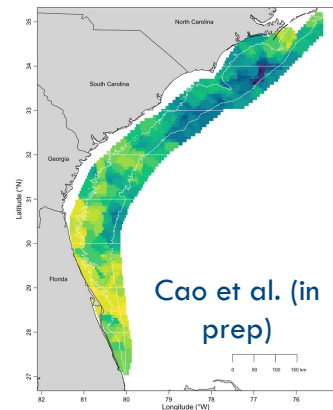 North Carolina
South Carolina
Georgia
Florida
Cao et al. (in
prep)
0 50 100 150 km
Latitude (°N)
35
34
33
32
31
30
29
28
27
82 81 80 79 78 77 76
Longitude (°W)